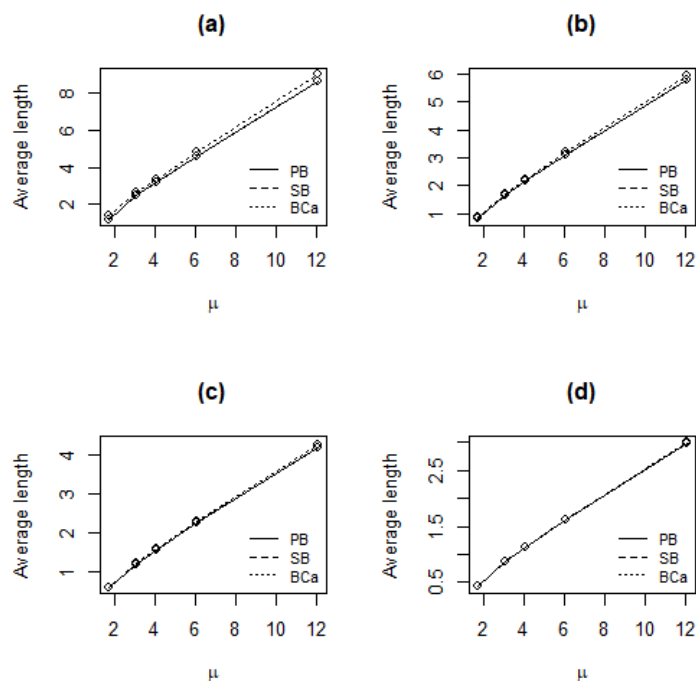 (a)
Average length
8
6
4
2
PB
SB
BCa
2 4 6 8 10 12
μ
(b)
Average length
6
5
4
3
2
1
PB
SB
BCa
2 4 6 8 10 12
μ
(c)
Average length
4
3
2
1
PB
SB
BCa
2 4 6 8 10 12
μ
(d)
Average length
2.5
1.5
0.5
PB
SB
BCa
2 4 6 8 10 12
μ